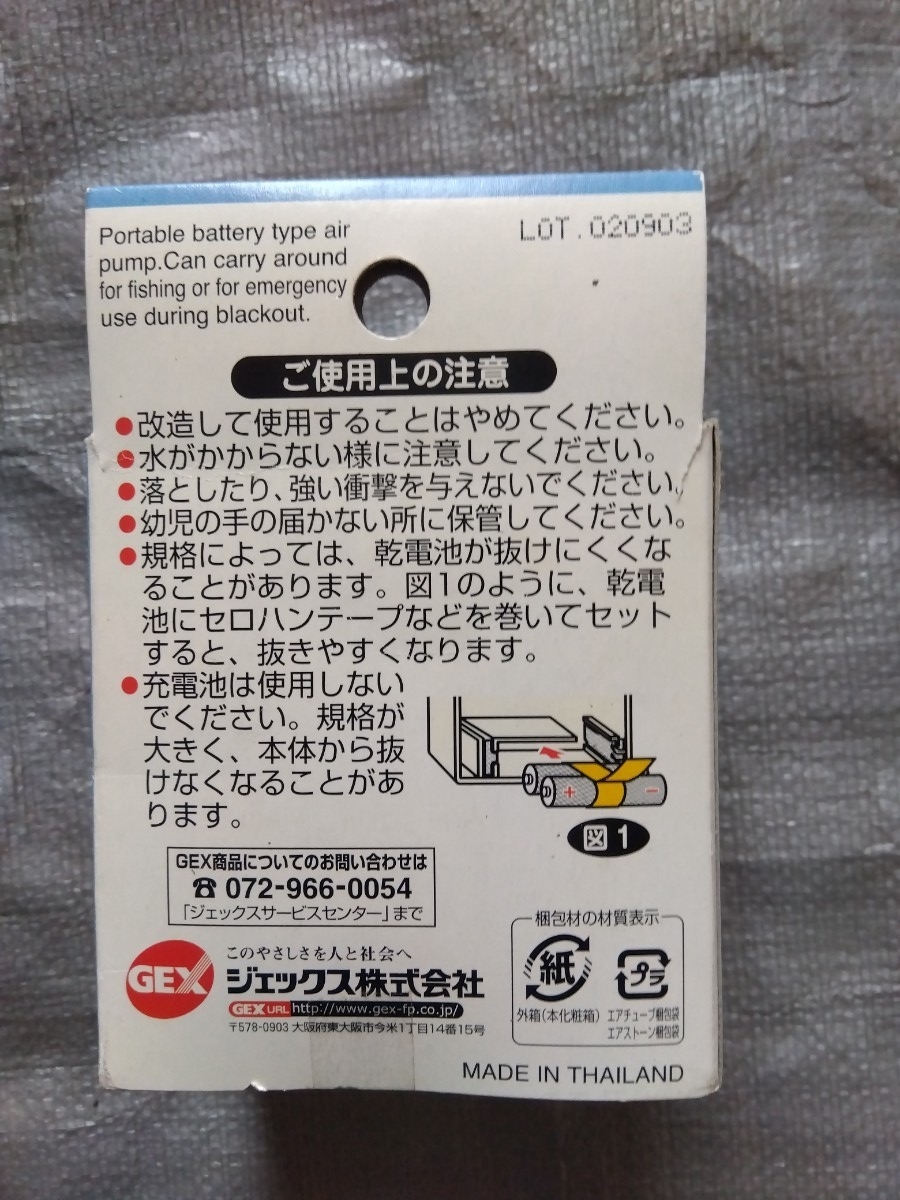 Portable battery type air
pump.Can carry around
for fishing or for emergency
use during blackout.
LOT.020903
ご使用上の注意
●改造して使用することはやめてください。
●水がかからない様に注意してください。
●落としたり、強い衝撃を与えないでください。
●幼児の手の届かない所に保管してください。
●規格によっては、乾電池が抜けにくくな
ることがあります。図1のように、乾電
池にセロハンテープなどを巻いてセット
すると、抜きやすくなります。
●充電池は使用しない
でください。規格が
大きく、本体から抜
けなくなることがあ
ります。
+ −
図1
GEX商品についてのお問い合わせは
☎ 072-966-0054
「ジェックスサービスセンター」まで
GEX
このやさしさを人と社会へ
ジェックス株式会社
GEX URL http://www.gex-fp.co.jp/
〒578-0903 大阪府東大阪市今米1丁目14番15号
梱包材の材質表示
紙
プラ
外箱(本化粧箱)
エアチューブ梱包袋
エアストーン梱包袋
MADE IN THAILAND